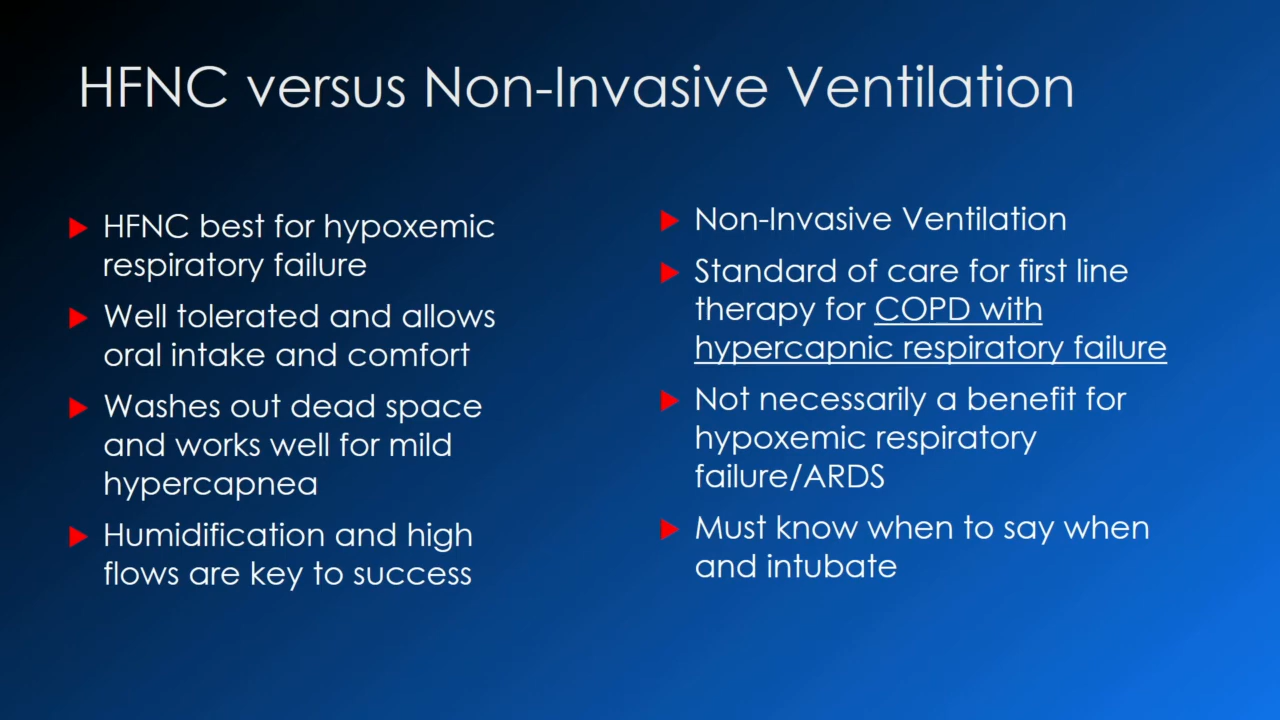 HFNC versus Non-Invasive Ventilation
HFNC best for hypoxemic
respiratory failure
Well tolerated and allows
oral intake and comfort
Washes out dead space
and works well for mild
hypercapnea
Humidification and high
flows are key to success
Non-Invasive Ventilation
Standard of care for first line
therapy for COPD with
hypercapnic respiratory failure
Not necessarily a benefit for
hypoxemic respiratory
failure/ARDS
Must know when to say when
and intubate